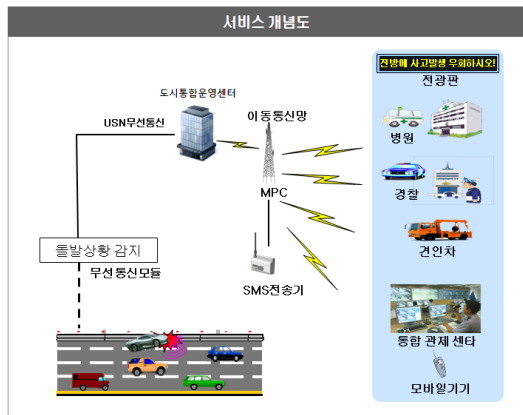 서비스 개념도
전방에 사고발생 우회하시오!
전광판
도시통합운영센터
USN무선통신
이동통신망
병원
MPC
경찰
돌발상황 감지
견인차
무선통신모듈
SMS전송기
통합 관제 센타
모바일기기